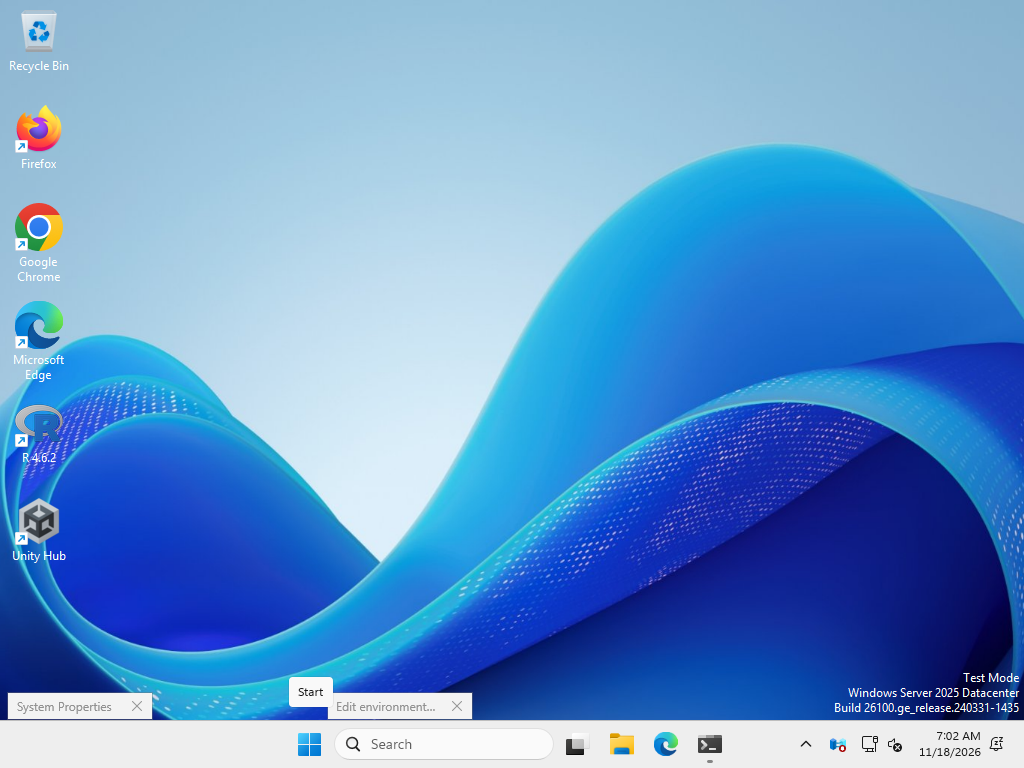 Recycle Bin
Firefox
Google
Chrome
Microsoft
Edge
R 4.6.2
Unity Hub
Test Mode
Windows Server 2025 Datacenter
Build 26100.ge_release.240331-1435
System Properties
Start
Edit environment...
Search
7:02 AM
11/18/2026